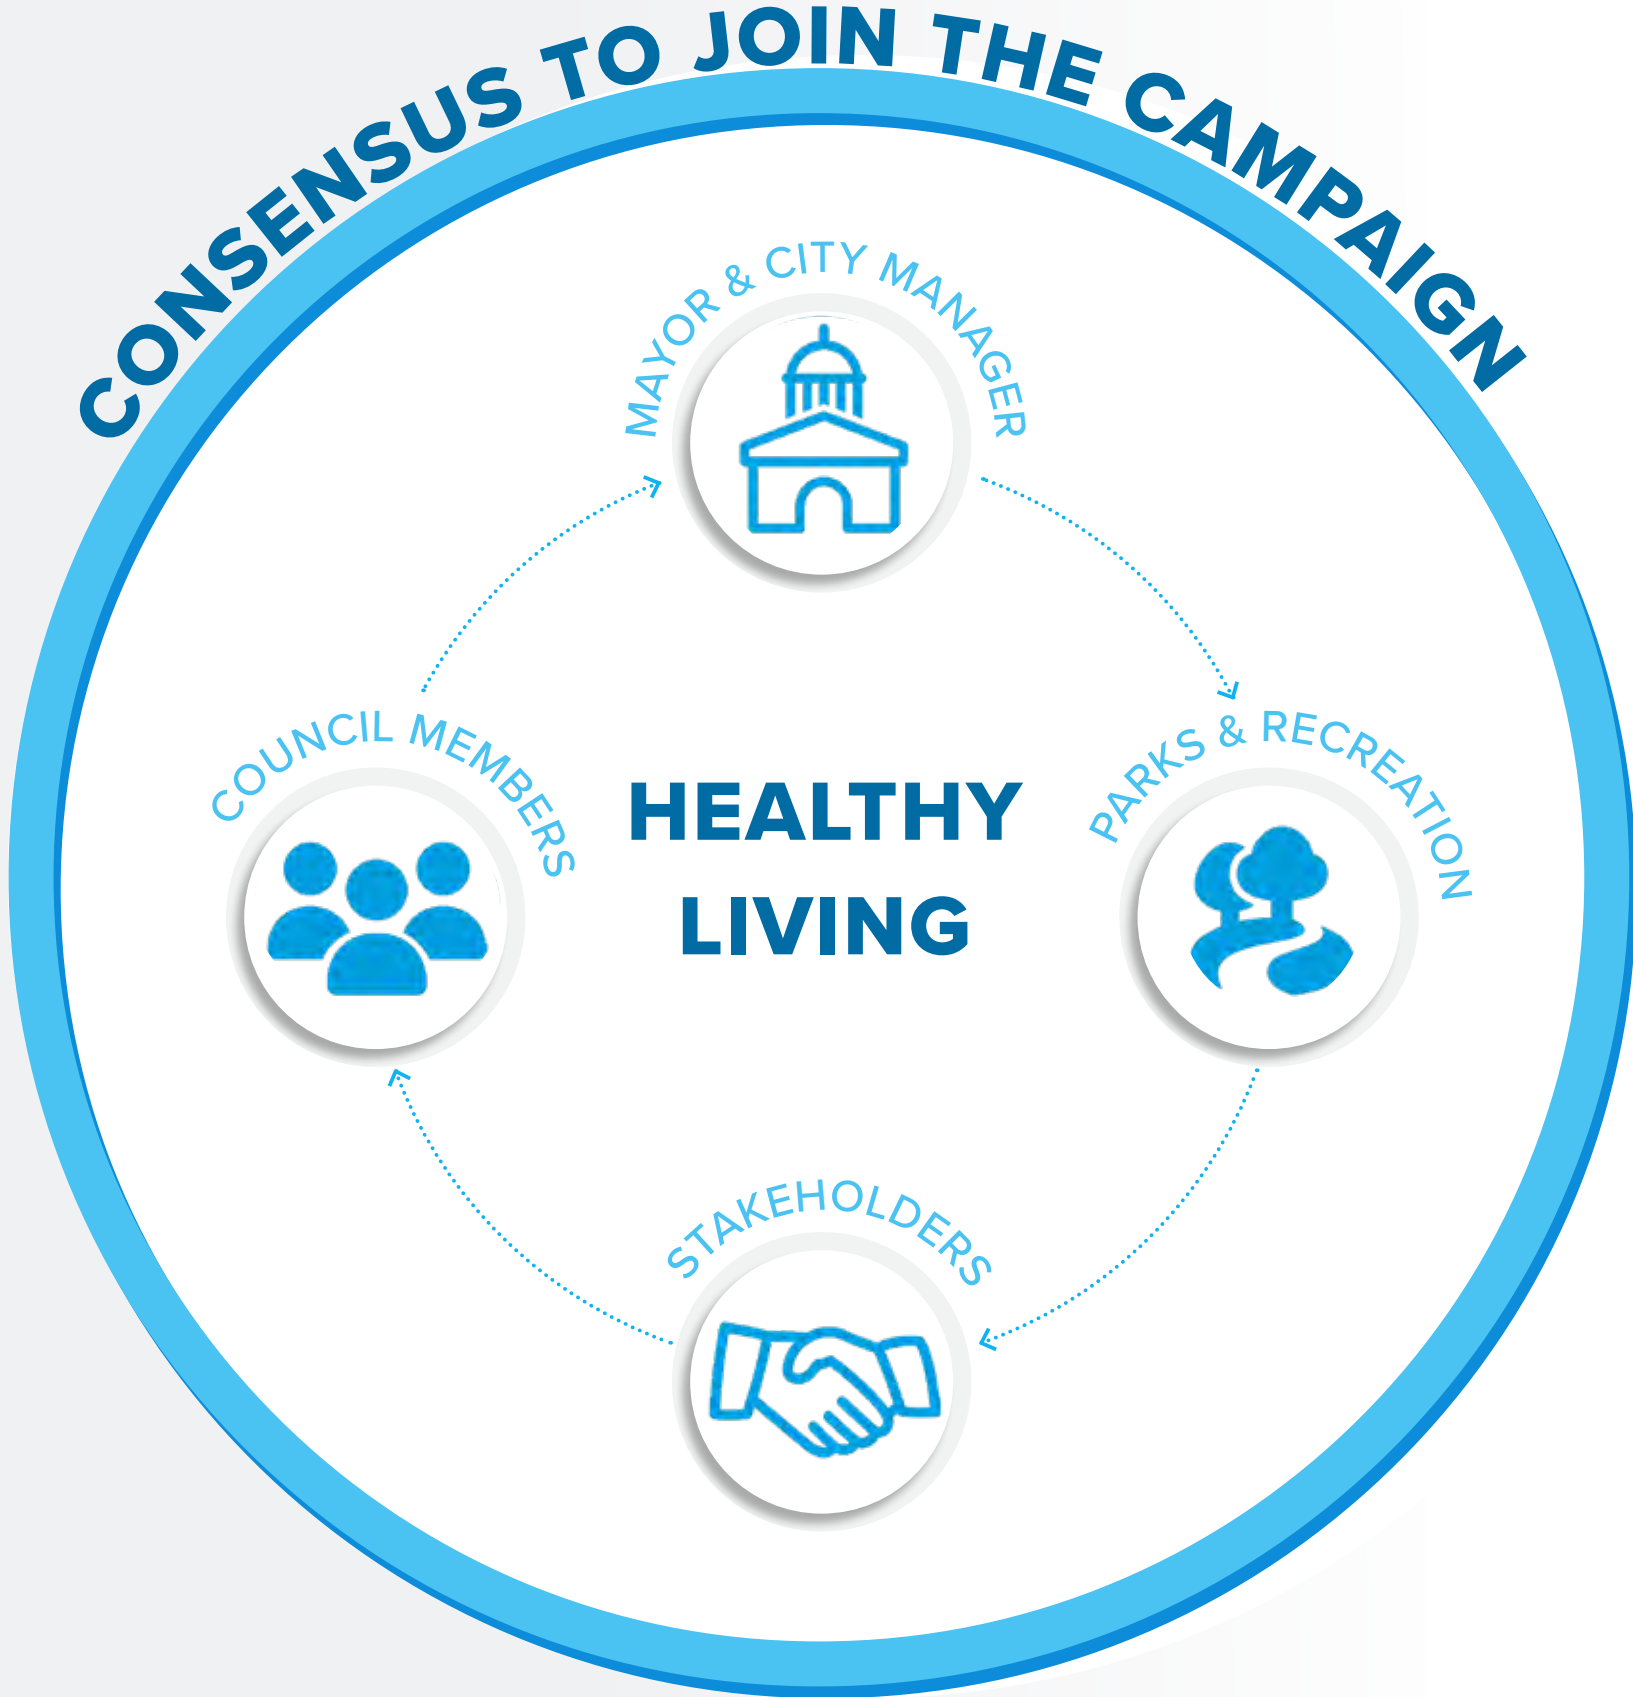 CONSENSUS TO JOIN THE CAMPAIGN
MAYOR & CITY MANAGER
COUNCIL MEMBERS
HEALTHY
LIVING
PARKS & RECREATION
STAKEHOLDERS